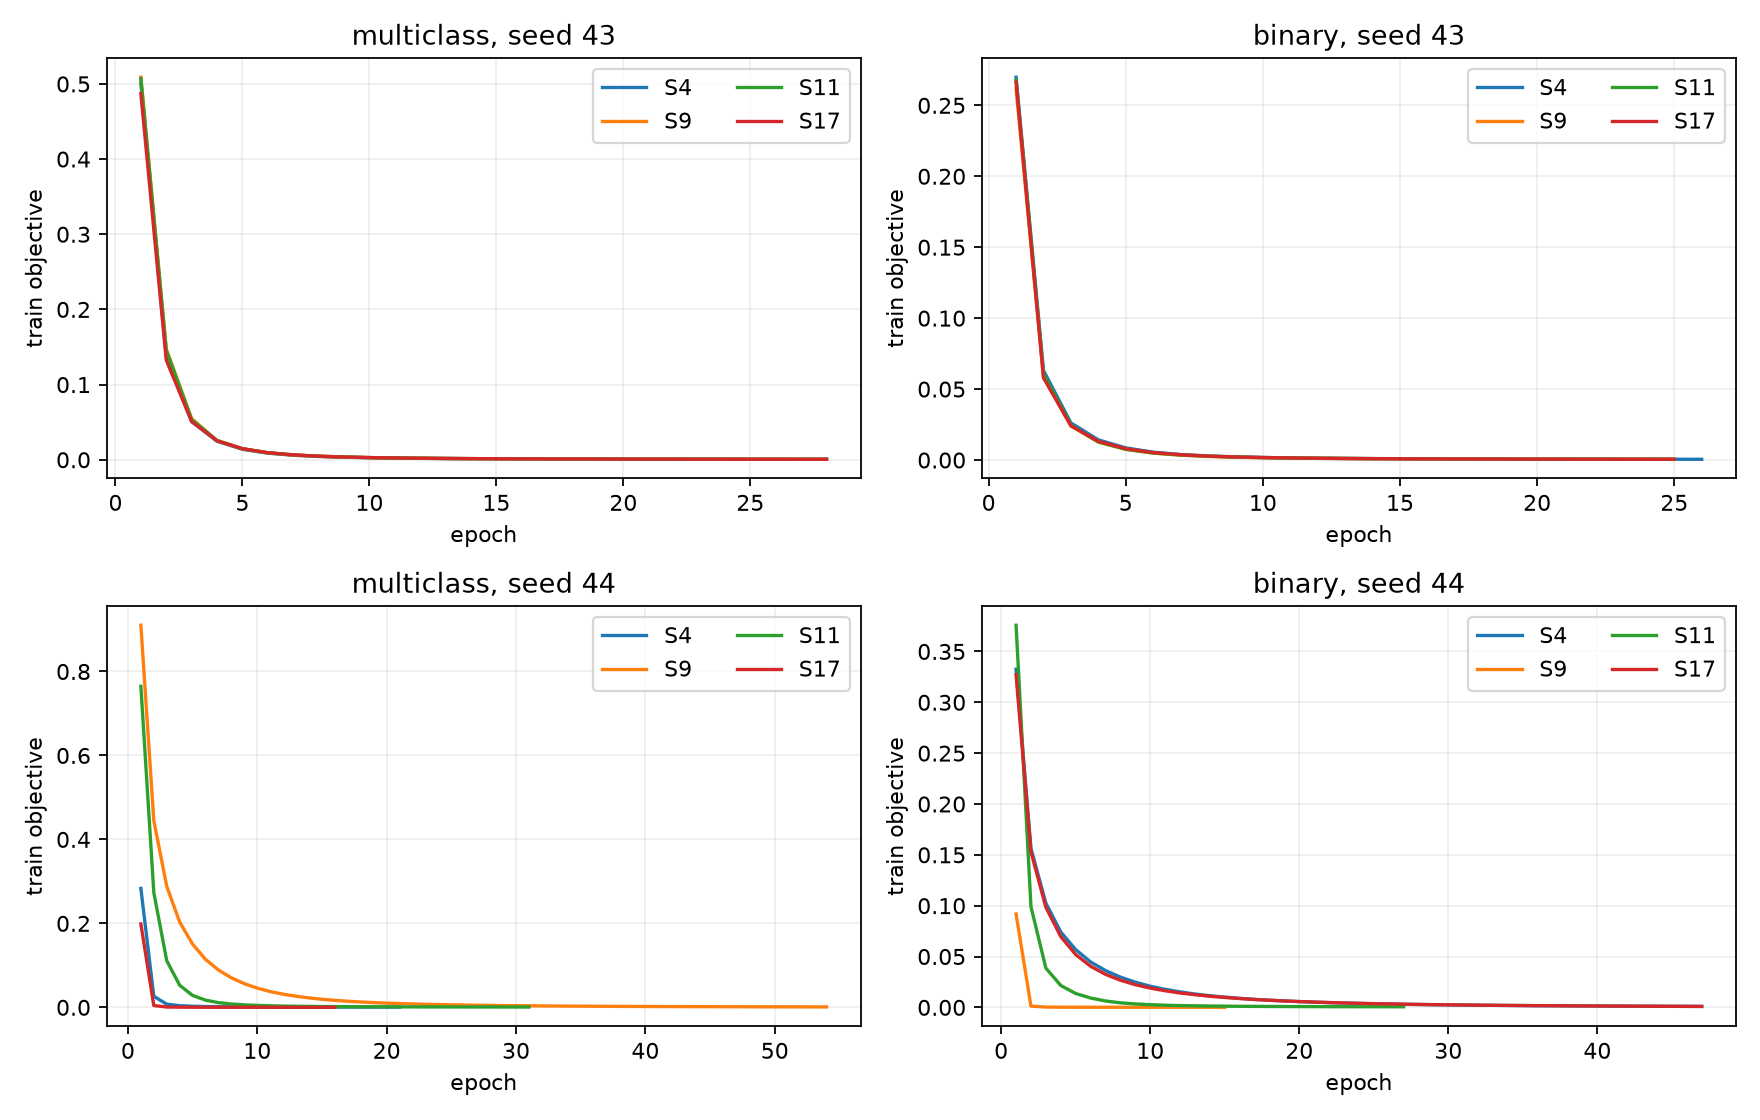 multiclass, seed 43
train objective
0.5
0.4
0.3
0.2
0.1
0.0
0 5 10 15 20 25
epoch
S4 S11
S9 S17
binary, seed 43
train objective
0.25
0.20
0.15
0.10
0.05
0.00
0 5 10 15 20 25
epoch
S4 S11
S9 S17
multiclass, seed 44
train objective
0.8
0.6
0.4
0.2
0.0
0 10 20 30 40 50
epoch
S4 S11
S9 S17
binary, seed 44
train objective
0.35
0.30
0.25
0.20
0.15
0.10
0.05
0.00
0 10 20 30 40
epoch
S4 S11
S9 S17